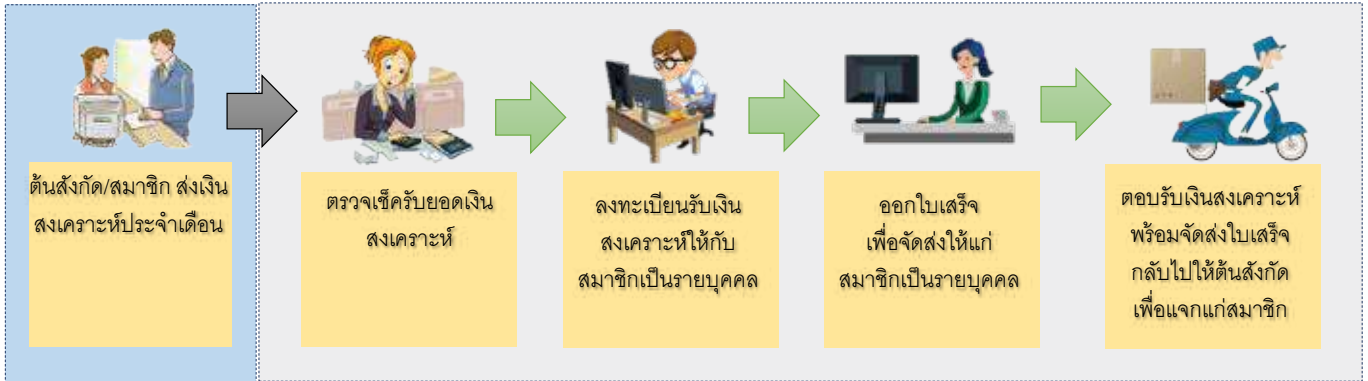 ต้นสังกัด/สมาชิก ส่งเงิน
สงเคราะห์ประจำเดือน
ตรวจเช็ครับยอดเงิน
สงเคราะห์
ลงทะเบียนรับเงิน
สงเคราะห์ให้กับ
สมาชิกเป็นรายบุคคล
ออกใบเสร็จ
เพื่อจัดส่งให้แก่
สมาชิกเป็นรายบุคคล
ตอบรับเงินสงเคราะห์
พร้อมจัดส่งใบเสร็จ
กลับไปให้ต้นสังกัด
เพื่อแจกแก่สมาชิก